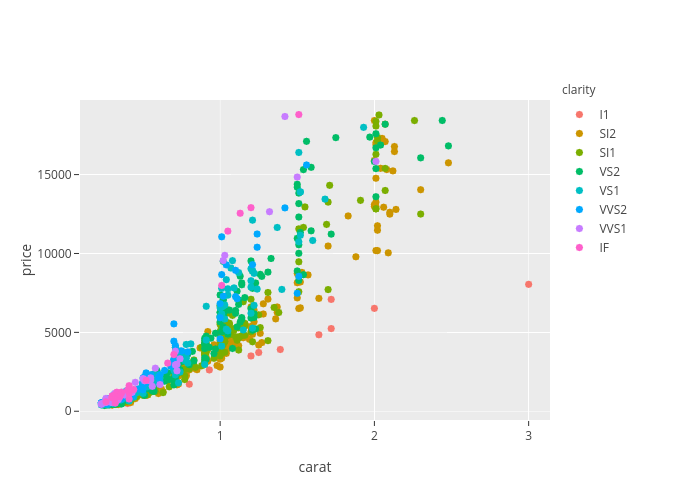 clarity
I1
SI2
SI1
VS2
VS1
VVS2
VVS1
IF
15000
10000
5000
0
price
1
2
3
carat